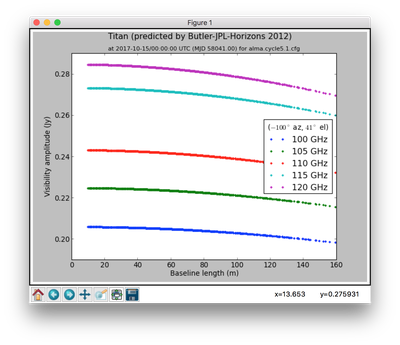 Figure 1
Titan (predicted by Butler-JPL-Horizons 2012)
at 2017-10-15/00:00:00 UTC (MJD 58041.00) for alma.cycle5.1.cfg
Visibility amplitude (Jy)
0.28
0.26
0.24
0.22
0.20
(−100° az, 41° el)
100 GHz
105 GHz
110 GHz
115 GHz
120 GHz
0 20 40 60 80 100 120 140 160
Baseline length (m)
x=13.653 y=0.275931